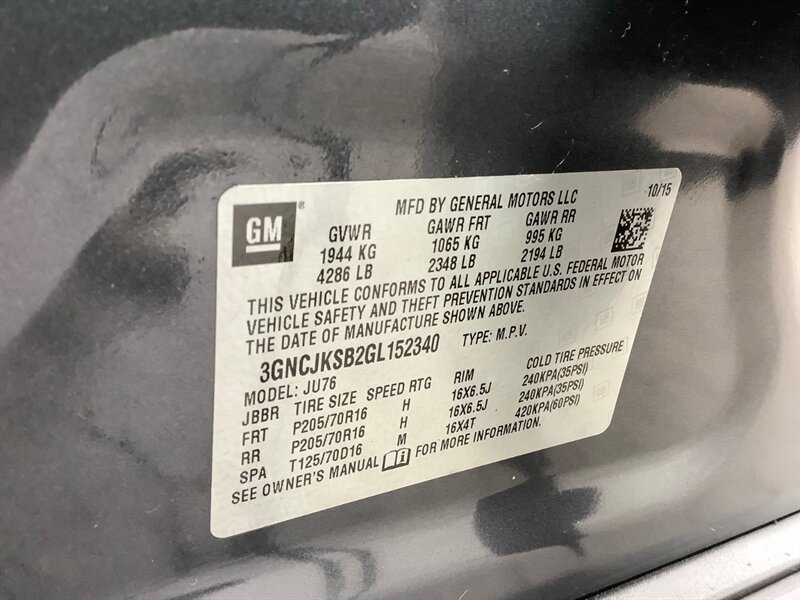 GM ®
MFD BY GENERAL MOTORS LLC 10/15
GVWR GAWR FRT GAWR RR
1944 KG 1065 KG 995 KG
4286 LB 2348 LB 2194 LB
THIS VEHICLE CONFORMS TO ALL APPLICABLE U.S. FEDERAL MOTOR
VEHICLE SAFETY AND THEFT PREVENTION STANDARDS IN EFFECT ON
THE DATE OF MANUFACTURE SHOWN ABOVE.
3GNCJKSB2GL152340 TYPE: M.P.V.
MODEL: JU76
JBBR TIRE SIZE SPEED RTG RIM COLD TIRE PRESSURE
FRT P205/70R16 H 16X6.5J 240KPA(35PSI)
RR P205/70R16 H 16X6.5J 240KPA(35PSI)
SPA T125/70D16 M 16X4T 420KPA(60PSI)
SEE OWNER'S MANUAL i FOR MORE INFORMATION.